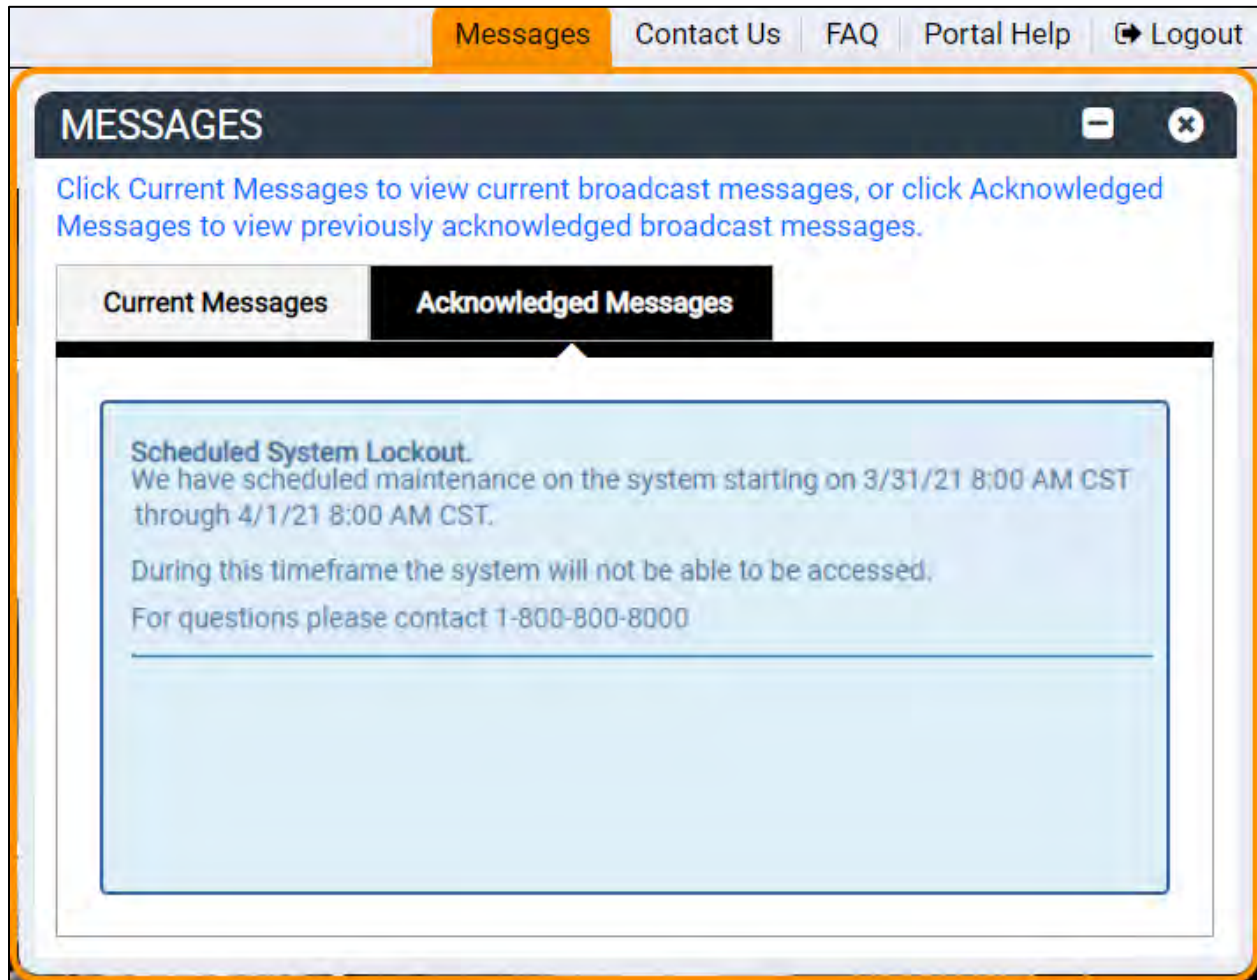 Messages Contact Us FAQ Portal Help Logout
MESSAGES
Click Current Messages to view current broadcast messages, or click Acknowledged
Messages to view previously acknowledged broadcast messages.
Current Messages Acknowledged Messages
Scheduled System Lockout.
We have scheduled maintenance on the system starting on 3/31/21 8:00 AM CST
through 4/1/21 8:00 AM CST.
During this timeframe the system will not be able to be accessed.
For questions please contact 1-800-800-8000